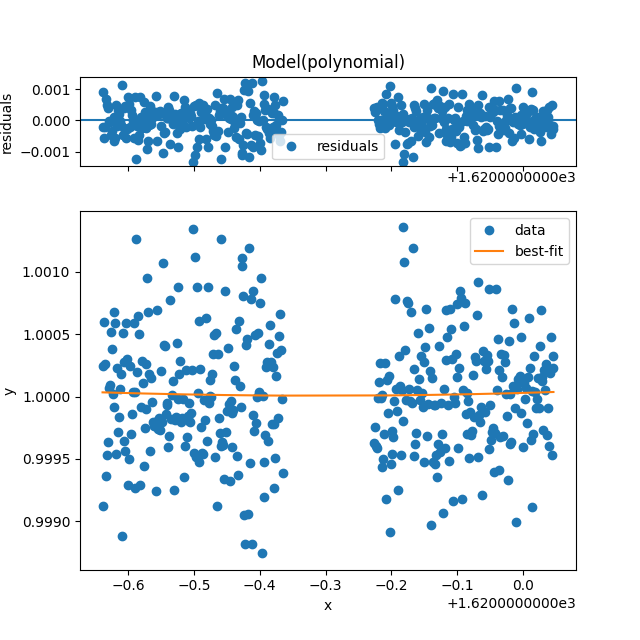 Model(polynomial)
residuals
0.001
0.000
−0.001
residuals
+1.6200000000e3
y
1.0010
1.0005
1.0000
0.9995
0.9990
data
best-fit
−0.6
−0.5
−0.4
−0.3
−0.2
−0.1
0.0
x
+1.6200000000e3